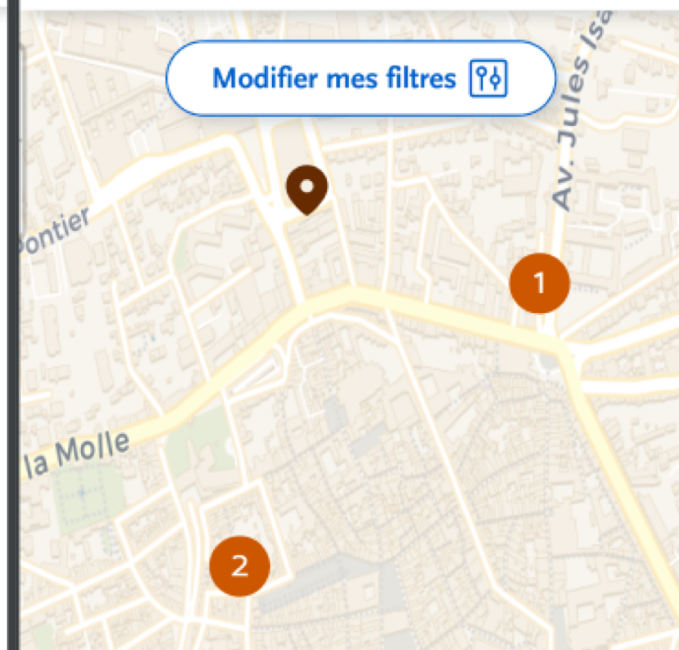 Modifier mes filtres
Av. Jules Isa
Pontier
1
la Molle
2